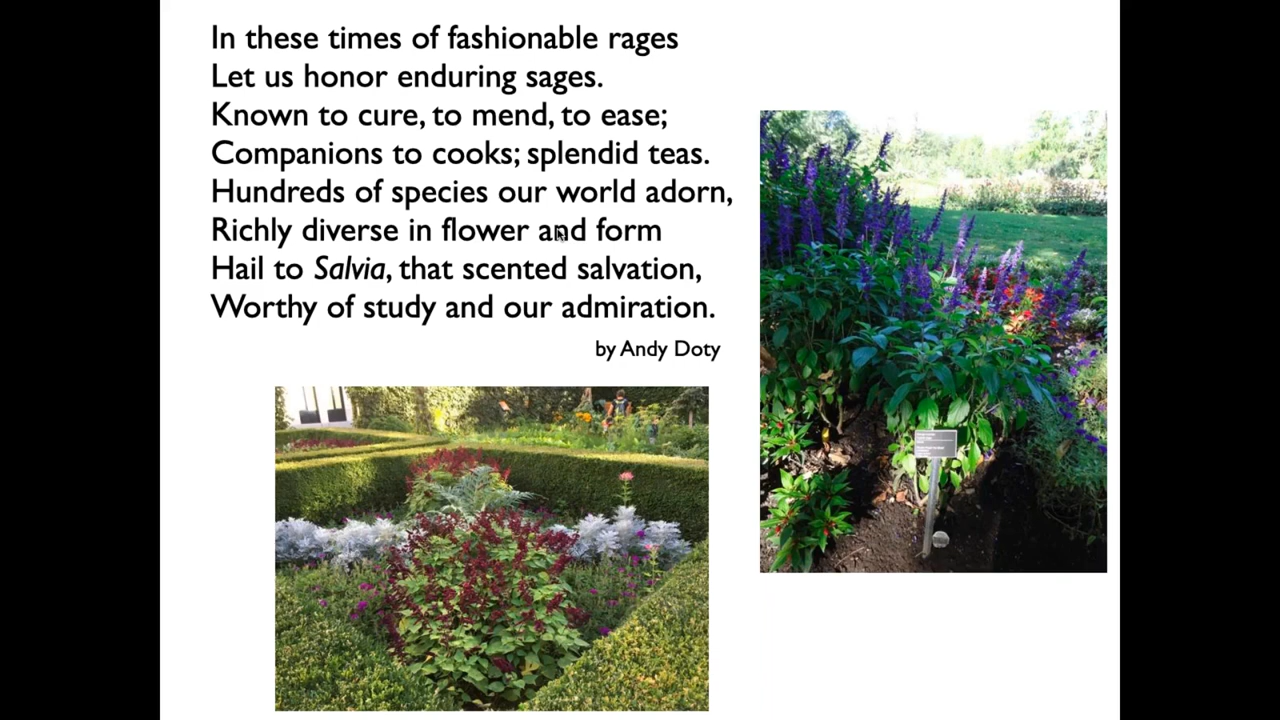 In these times of fashionable rages
Let us honor enduring sages.
Known to cure, to mend, to ease;
Companions to cooks; splendid teas.
Hundreds of species our world adorn,
Richly diverse in flower and form
Hail to Salvia, that scented salvation,
Worthy of study and our admiration.
by Andy Doty